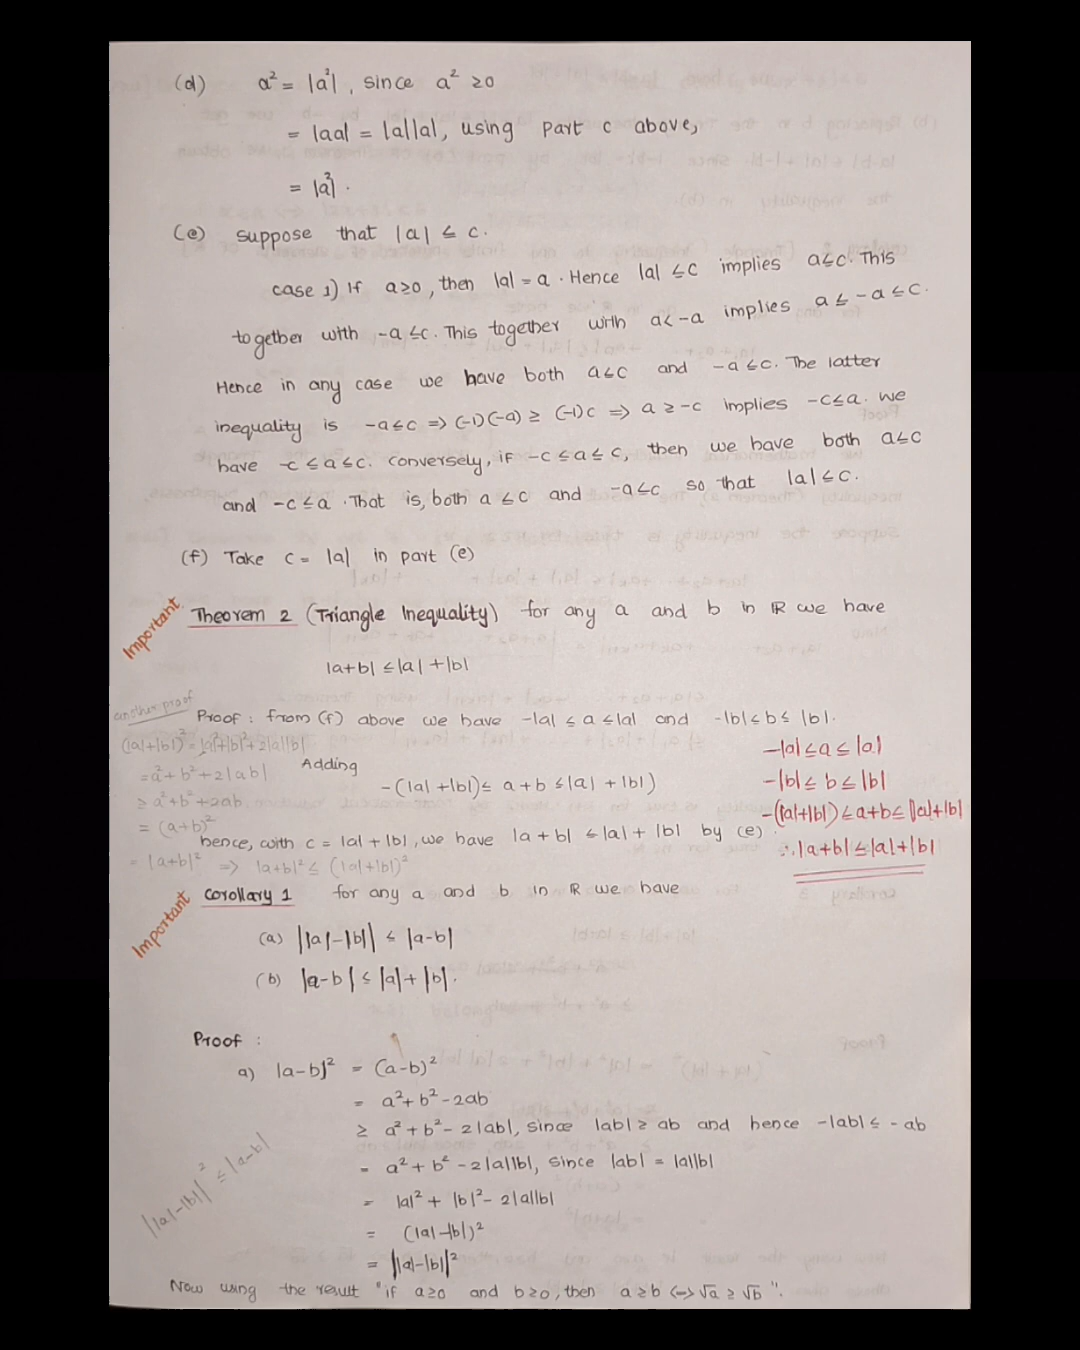 (d) a² = |a²|, since a² ≥ 0
= |aa| = |a||a|, using part c above,
= |a²|.
(e) suppose that |a| ≤ c.
case 1) If a≥0, then |a| = a. Hence |a| ≤c implies a≤c. This
together with -a ≤c. This together with a<-a implies a ≤ -a ≤ c.
Hence in any case we have both a≤c and -a ≤c. The latter
inequality is -a≤c => (-1)(-a) ≥ (-1)c => a ≥ -c implies -c≤a. we
have -c ≤ a ≤c. conversely, if -c ≤ a ≤ c, then we have both a≤c
and -c ≤a. That is, both a ≤c and -a≤c so that |a| ≤c.
(f) Take c = |a| in part (e)
Important
Theorem 2 (Triangle Inequality) for any a and b in ℝ we have
|a+b| ≤ |a| + |b|
another proof
Proof : from (f) above we have -|a| ≤ a ≤|a| and -|b|≤ b ≤ |b|.
(|a|+|b|)² = |a|²+|b|²+2|a||b|
= a²+b²+2|ab|
≥ a²+b²+2ab
= (a+b)²
= |a+b|² => |a+b|² ≤ (|a|+|b|)²
Adding
-(|a| +|b|)≤ a+b ≤|a| + |b|)
hence, with c = |a| + |b|, we have |a + b| ≤ |a| + |b| by (e).
-|a| ≤a ≤ |a|
-|b| ≤ b ≤ |b|
-(|a|+|b|) ≤ a+b ≤ ||a|+|b|
∴ |a+b| ≤ |a|+|b|
Important
Corollary 1 for any a and b in ℝ we have
(a) ||a|-|b|| ≤ |a-b|
(b) |a-b| ≤ |a| + |b|.
Proof :
a) |a-b|² = (a-b)²
= a²+ b²-2ab
≥ a²+b²- 2|ab|, since |ab| ≥ ab and hence -|ab| ≤ -ab
= a² + b² -2|a||b|, since |ab| = |a||b|
= |a|² + |b|²- 2|a||b|
= (|a|-|b|)²
= ||a|-|b||²
||a|-|b||² ≤ |a-b|
Now using the result "if a≥0 and b≥0, then a≥b <=> √a ≥ √b".